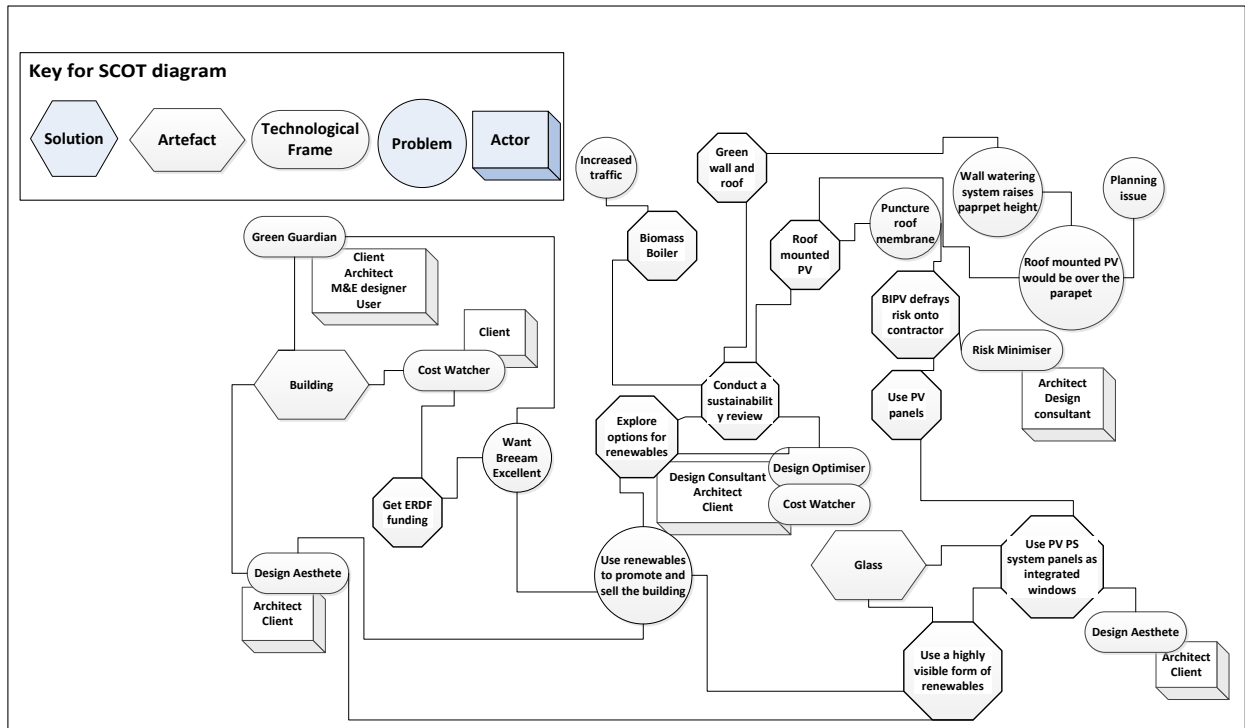 Key for SCOT diagram
Solution
Artefact
Technological
Frame
Problem
Actor
Increased
traffic
Green
wall and
roof
Wall watering
system raises
paprpet height
Planning
issue
Green Guardian
Client
Architect
M&E designer
User
Biomass
Boiler
Roof
mounted
PV
Puncture
roof
membrane
Roof mounted PV
would be over the
parapet
BIPV defrays
risk onto
contractor
Client
Risk Minimiser
Building
Cost Watcher
Conduct a
sustainabilit
y review
Use PV
panels
Architect
Design
consultant
Explore
options for
renewables
Want
Breeam
Excellent
Design Optimiser
Design Consultant
Architect
Client
Cost Watcher
Get ERDF
funding
Use renewables
to promote and
sell the building
Glass
Use PV PS
system panels as
integrated
windows
Design Aesthete
Architect
Client
Design Aesthete
Architect
Client
Use a highly
visible form of
renewables